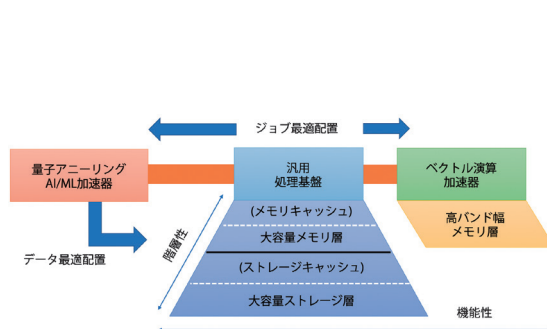 ジョブ最適配置
量子アニーリング
AI/ML加速器
汎用
処理基盤
ベクトル演算
加速器
(メモリキャッシュ)
大容量メモリ層
(ストレージキャッシュ)
大容量ストレージ層
高バンド幅
メモリ層
データ最適配置
階層性
機能性